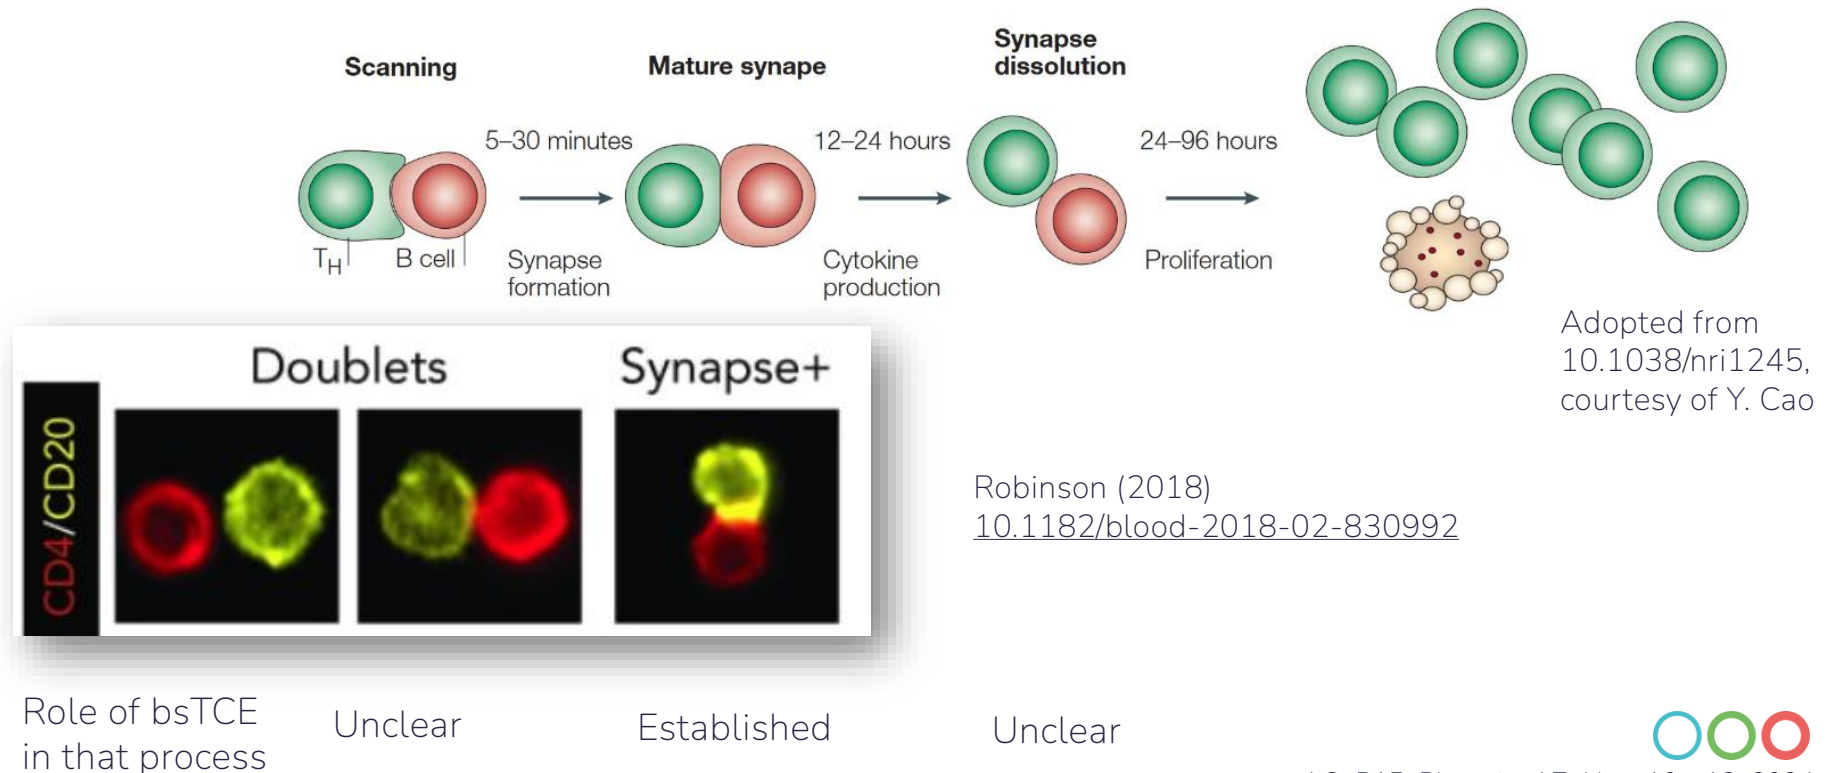 Scanning
Mature synape
Synapse
dissolution
5–30 minutes
12–24 hours
24–96 hours
TH
B cell
Synapse
formation
Cytokine
production
Proliferation
Adopted from
10.1038/nri1245,
courtesy of Y. Cao
Doublets
Synapse+
CD4/CD20
Robinson (2018)
10.1182/blood-2018-02-830992
Role of bsTCE
in that process
Unclear
Established
Unclear